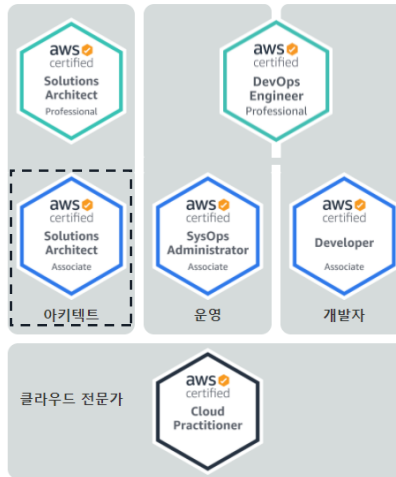 aws
certified
Solutions
Architect
Professional
aws
certified
DevOps
Engineer
Professional
aws
certified
Solutions
Architect
Associate
aws
certified
SysOps
Administrator
Associate
aws
certified
Developer
Associate
아키텍트
운영
개발자
클라우드 전문가
aws
certified
Cloud
Practitioner